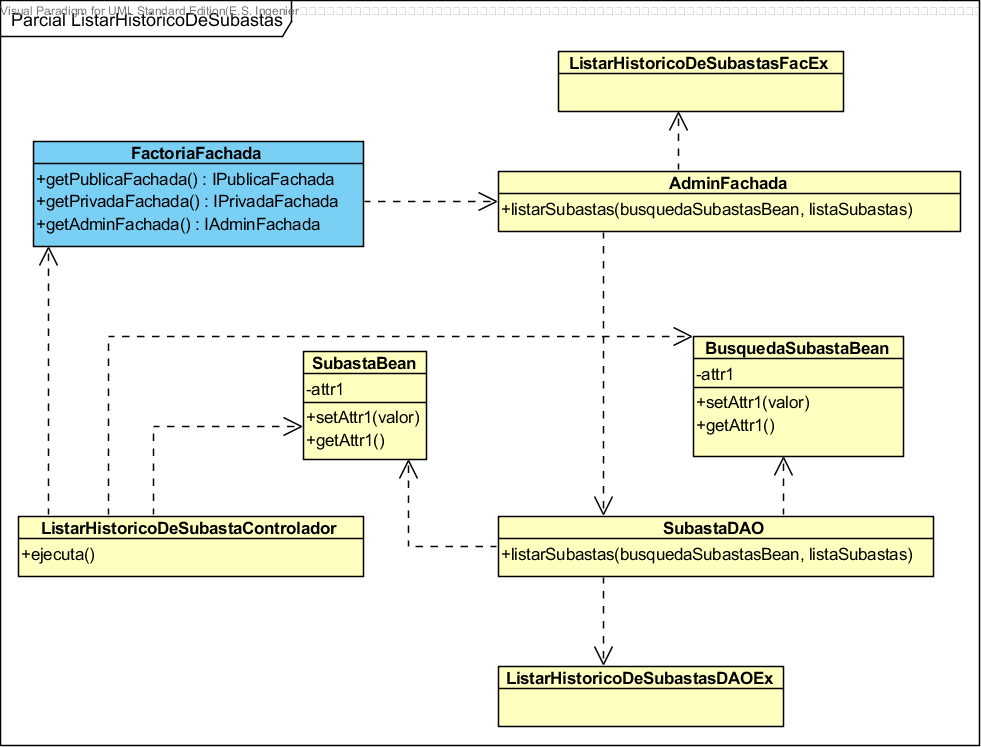 Visual Paradigm for UML Standard Edition(E.S. Ingenier
Parcial ListarHistoricoDeSubastas
ListarHistoricoDeSubastasFacEx
FactoriaFachada
+getPublicaFachada() : IPublicaFachada
+getPrivadaFachada() : IPrivadaFachada
+getAdminFachada() : IAdminFachada
AdminFachada
+listarSubastas(busquedaSubastasBean, listaSubastas)
SubastaBean
-attr1
+setAttr1(valor)
+getAttr1()
BusquedaSubastaBean
-attr1
+setAttr1(valor)
+getAttr1()
ListarHistoricoDeSubastaControlador
+ejecuta()
SubastaDAO
+listarSubastas(busquedaSubastasBean, listaSubastas)
ListarHistoricoDeSubastasDAOEx